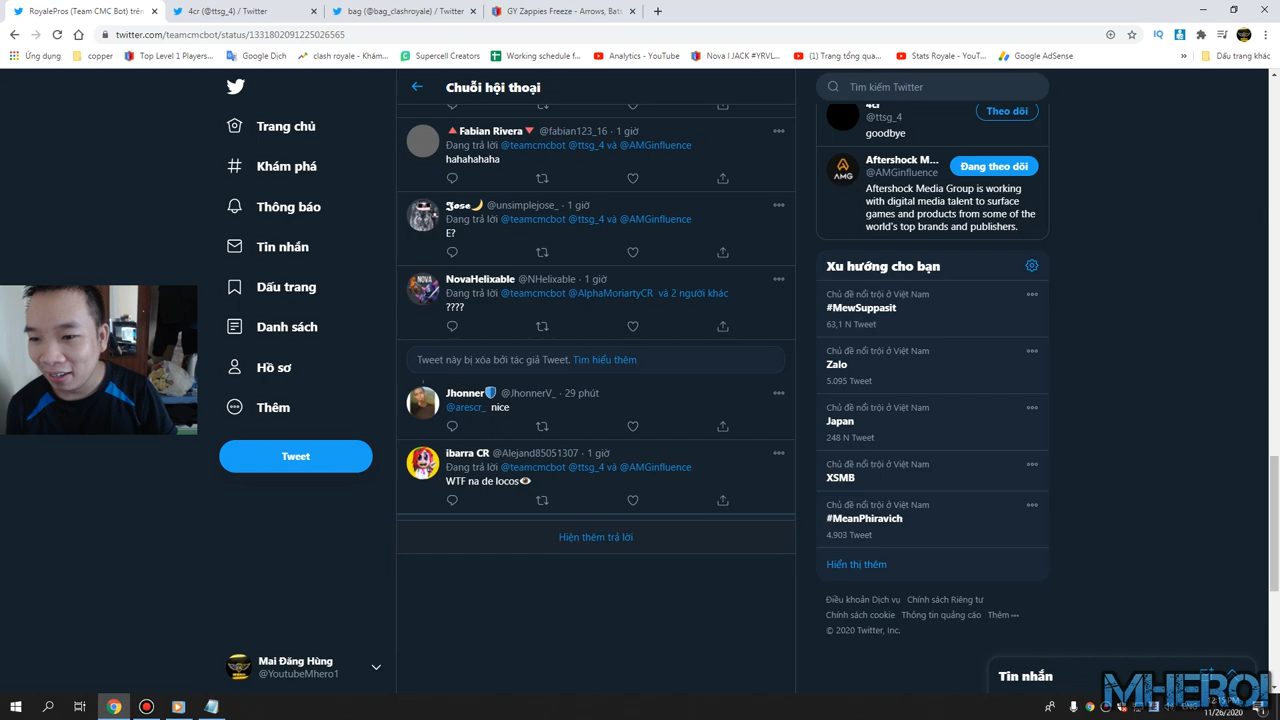 RoyalePros (Team CMC Bot) trên
4cr (@ttsg_4) / Twitter
bag (@bag_clashroyale) / Twitter
GY Zappies Freeze - Arrows, Bats
twitter.com/teamcmcbot/status/1331802091225026565
Ứng dụng
copper
Top Level 1 Players...
Google Dịch
clash royale - Khám...
Supercell Creators
Working schedule f...
Analytics - YouTube
Nova l JACK #YRVL...
(1) Trang tổng qua...
Stats Royale – YouT...
Google AdSense
»
Dấu trang khác
Trang chủ
Khám phá
Thông báo
Tin nhắn
Dấu trang
Danh sách
Hồ sơ
Thêm
Tweet
Mai Đăng Hùng
@YoutubeMhero1
Chuỗi hội thoại
🔺Fabian Rivera🔻 @fabian123_16 · 1 giờ
Đang trả lời @teamcmcbot @ttsg_4 và @AMGinfluence
hahahahaha
𝕵𝖔𝖘𝖊🌙 @unsimplejose_ · 1 giờ
Đang trả lời @teamcmcbot @ttsg_4 và @AMGinfluence
E?
NovaHelixable @NHelixable · 1 giờ
Đang trả lời @teamcmcbot @AlphaMoriartyCR và 2 người khác
????
Tweet này bị xóa bởi tác giả Tweet. Tìm hiểu thêm
Jhonner🛡 @JhonnerV_ · 29 phút
@arescr_ nice
ibarra CR @Alejand85051307 · 1 giờ
Đang trả lời @teamcmcbot @ttsg_4 và @AMGinfluence
WTF na de locos👁
Hiện thêm trả lời
Tìm kiếm Twitter
4cr
@ttsg_4
Theo dõi
goodbye
AMG
Aftershock M...
@AMGinfluence
Đang theo dõi
Aftershock Media Group is working
with digital media talent to surface
games and products from some of the
world's top brands and publishers.
Xu hướng cho bạn
Chủ đề nổi trội ở Việt Nam
#MewSuppasit
63,1 N Tweet
Chủ đề nổi trội ở Việt Nam
Zalo
5.095 Tweet
Chủ đề nổi trội ở Việt Nam
Japan
248 N Tweet
Chủ đề nổi trội ở Việt Nam
XSMB
Chủ đề nổi trội ở Việt Nam
#MeanPhiravich
4.903 Tweet
Hiển thị thêm
Điều khoản Dịch vụ Chính sách Riêng tư
Chính sách cookie Thông tin quảng cáo Thêm
© 2020 Twitter, Inc.
Tin nhắn
MHERO1
ENG
12:15 PM
11/26/2020